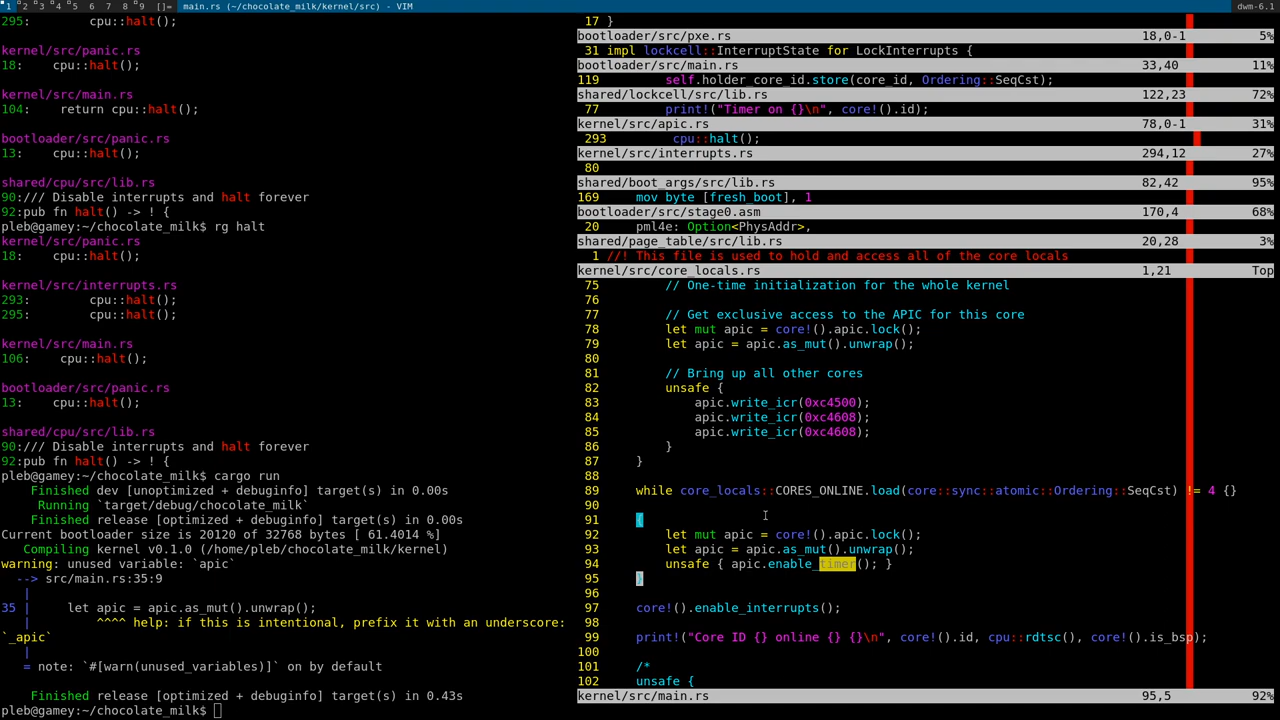 1 2 3 4 5 6 7 8 9 []= main.rs (~/chocolate_milk/kernel/src) - VIM dwm-6.1
295:        cpu::halt();
kernel/src/panic.rs
18:    cpu::halt();
kernel/src/main.rs
104:    return cpu::halt();
bootloader/src/panic.rs
13:    cpu::halt();
shared/cpu/src/lib.rs
90:/// Disable interrupts and halt forever
92:pub fn halt() -> ! {
pleb@gamey:~/chocolate_milk$ rg halt
kernel/src/panic.rs
18:    cpu::halt();
kernel/src/interrupts.rs
293:        cpu::halt();
295:        cpu::halt();
kernel/src/main.rs
106:    cpu::halt();
bootloader/src/panic.rs
13:    cpu::halt();
shared/cpu/src/lib.rs
90:/// Disable interrupts and halt forever
92:pub fn halt() -> ! {
pleb@gamey:~/chocolate_milk$ cargo run
    Finished dev [unoptimized + debuginfo] target(s) in 0.00s
     Running `target/debug/chocolate_milk`
    Finished release [optimized + debuginfo] target(s) in 0.00s
Current bootloader size is 20120 of 32768 bytes [ 61.4014 %]
   Compiling kernel v0.1.0 (/home/pleb/chocolate_milk/kernel)
warning: unused variable: `apic`
  --> src/main.rs:35:9
   |
35 |     let apic = apic.as_mut().unwrap();
   |         ^^^^ help: if this is intentional, prefix it with an underscore:
`_apic`
   |
   = note: `#[warn(unused_variables)]` on by default
    Finished release [optimized + debuginfo] target(s) in 0.43s
pleb@gamey:~/chocolate_milk$
17 }
bootloader/src/pxe.rs 18,0-1 5%
31 impl lockcell::InterruptState for LockInterrupts {
bootloader/src/main.rs 33,40 11%
119         self.holder_core_id.store(core_id, Ordering::SeqCst);
shared/lockcell/src/lib.rs 122,23 72%
77         print!("Timer on {}\n", core!().id);
kernel/src/apic.rs 78,0-1 31%
293         cpu::halt();
kernel/src/interrupts.rs 294,12 27%
80
shared/boot_args/src/lib.rs 82,42 95%
169     mov byte [fresh_boot], 1
bootloader/src/stage0.asm 170,4 68%
20     pml4e: Option<PhysAddr>,
shared/page_table/src/lib.rs 20,28 3%
1 //! This file is used to hold and access all of the core locals
kernel/src/core_locals.rs 1,21 Top
75         // One-time initialization for the whole kernel
76
77         // Get exclusive access to the APIC for this core
78         let mut apic = core!().apic.lock();
79         let apic = apic.as_mut().unwrap();
80
81         // Bring up all other cores
82         unsafe {
83             apic.write_icr(0xc4500);
84             apic.write_icr(0xc4608);
85             apic.write_icr(0xc4608);
86         }
87     }
88
89     while core_locals::CORES_ONLINE.load(core::sync::atomic::Ordering::SeqCst) != 4 {}
90
91     {
92         let mut apic = core!().apic.lock();
93         let apic = apic.as_mut().unwrap();
94         unsafe { apic.enable_timer(); }
95     }
96
97     core!().enable_interrupts();
98
99     print!("Core ID {} online {} {}\n", core!().id, cpu::rdtsc(), core!().is_bsp);
100
101     /*
102     unsafe {
kernel/src/main.rs 95,5 92%